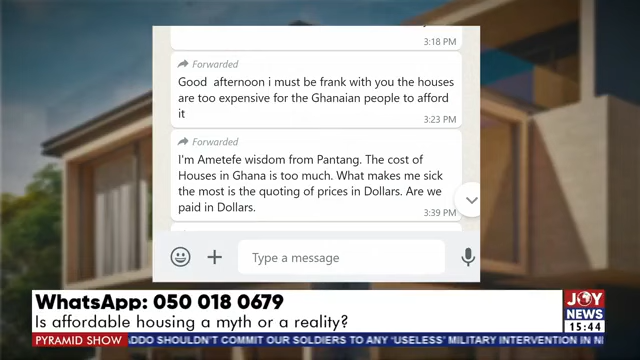 3:18 PM
Forwarded
Good afternoon i must be frank with you the houses
are too expensive for the Ghanaian people to afford
it
3:23 PM
Forwarded
I'm Ametefe wisdom from Pantang. The cost of
Houses in Ghana is too much. What makes me sick
the most is the quoting of prices in Dollars. Are we
paid in Dollars.
3:39 PM
Type a message
WhatsApp: 050 018 0679
Is affordable housing a myth or a reality?
JOY
NEWS
15:44
PYRAMID SHOW
ADDO SHOULDN'T COMMIT OUR SOLDIERS TO ANY 'USELESS' MILITARY INTERVENTION IN